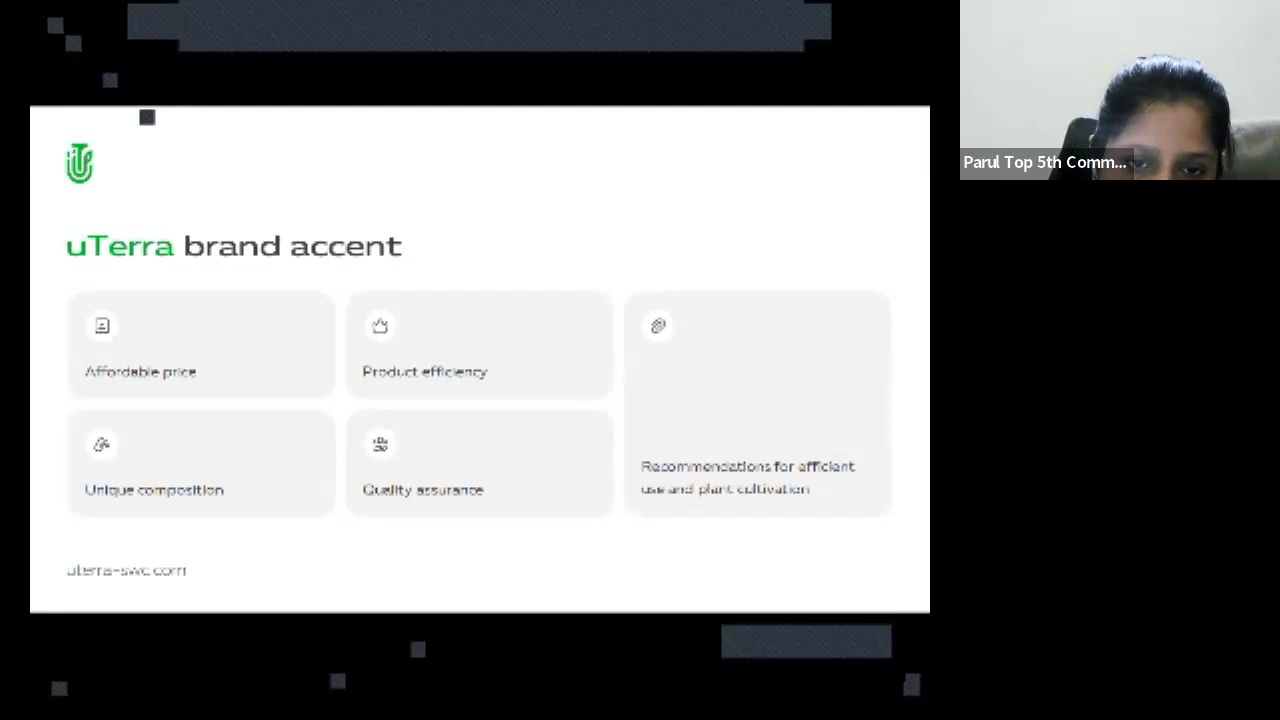 Parul Top 5th Comm...
uTerra brand accent
Affordable price
Product efficiency
Unique composition
Quality assurance
Recommendations for efficient
use and plant cultivation
uterra-swc.com